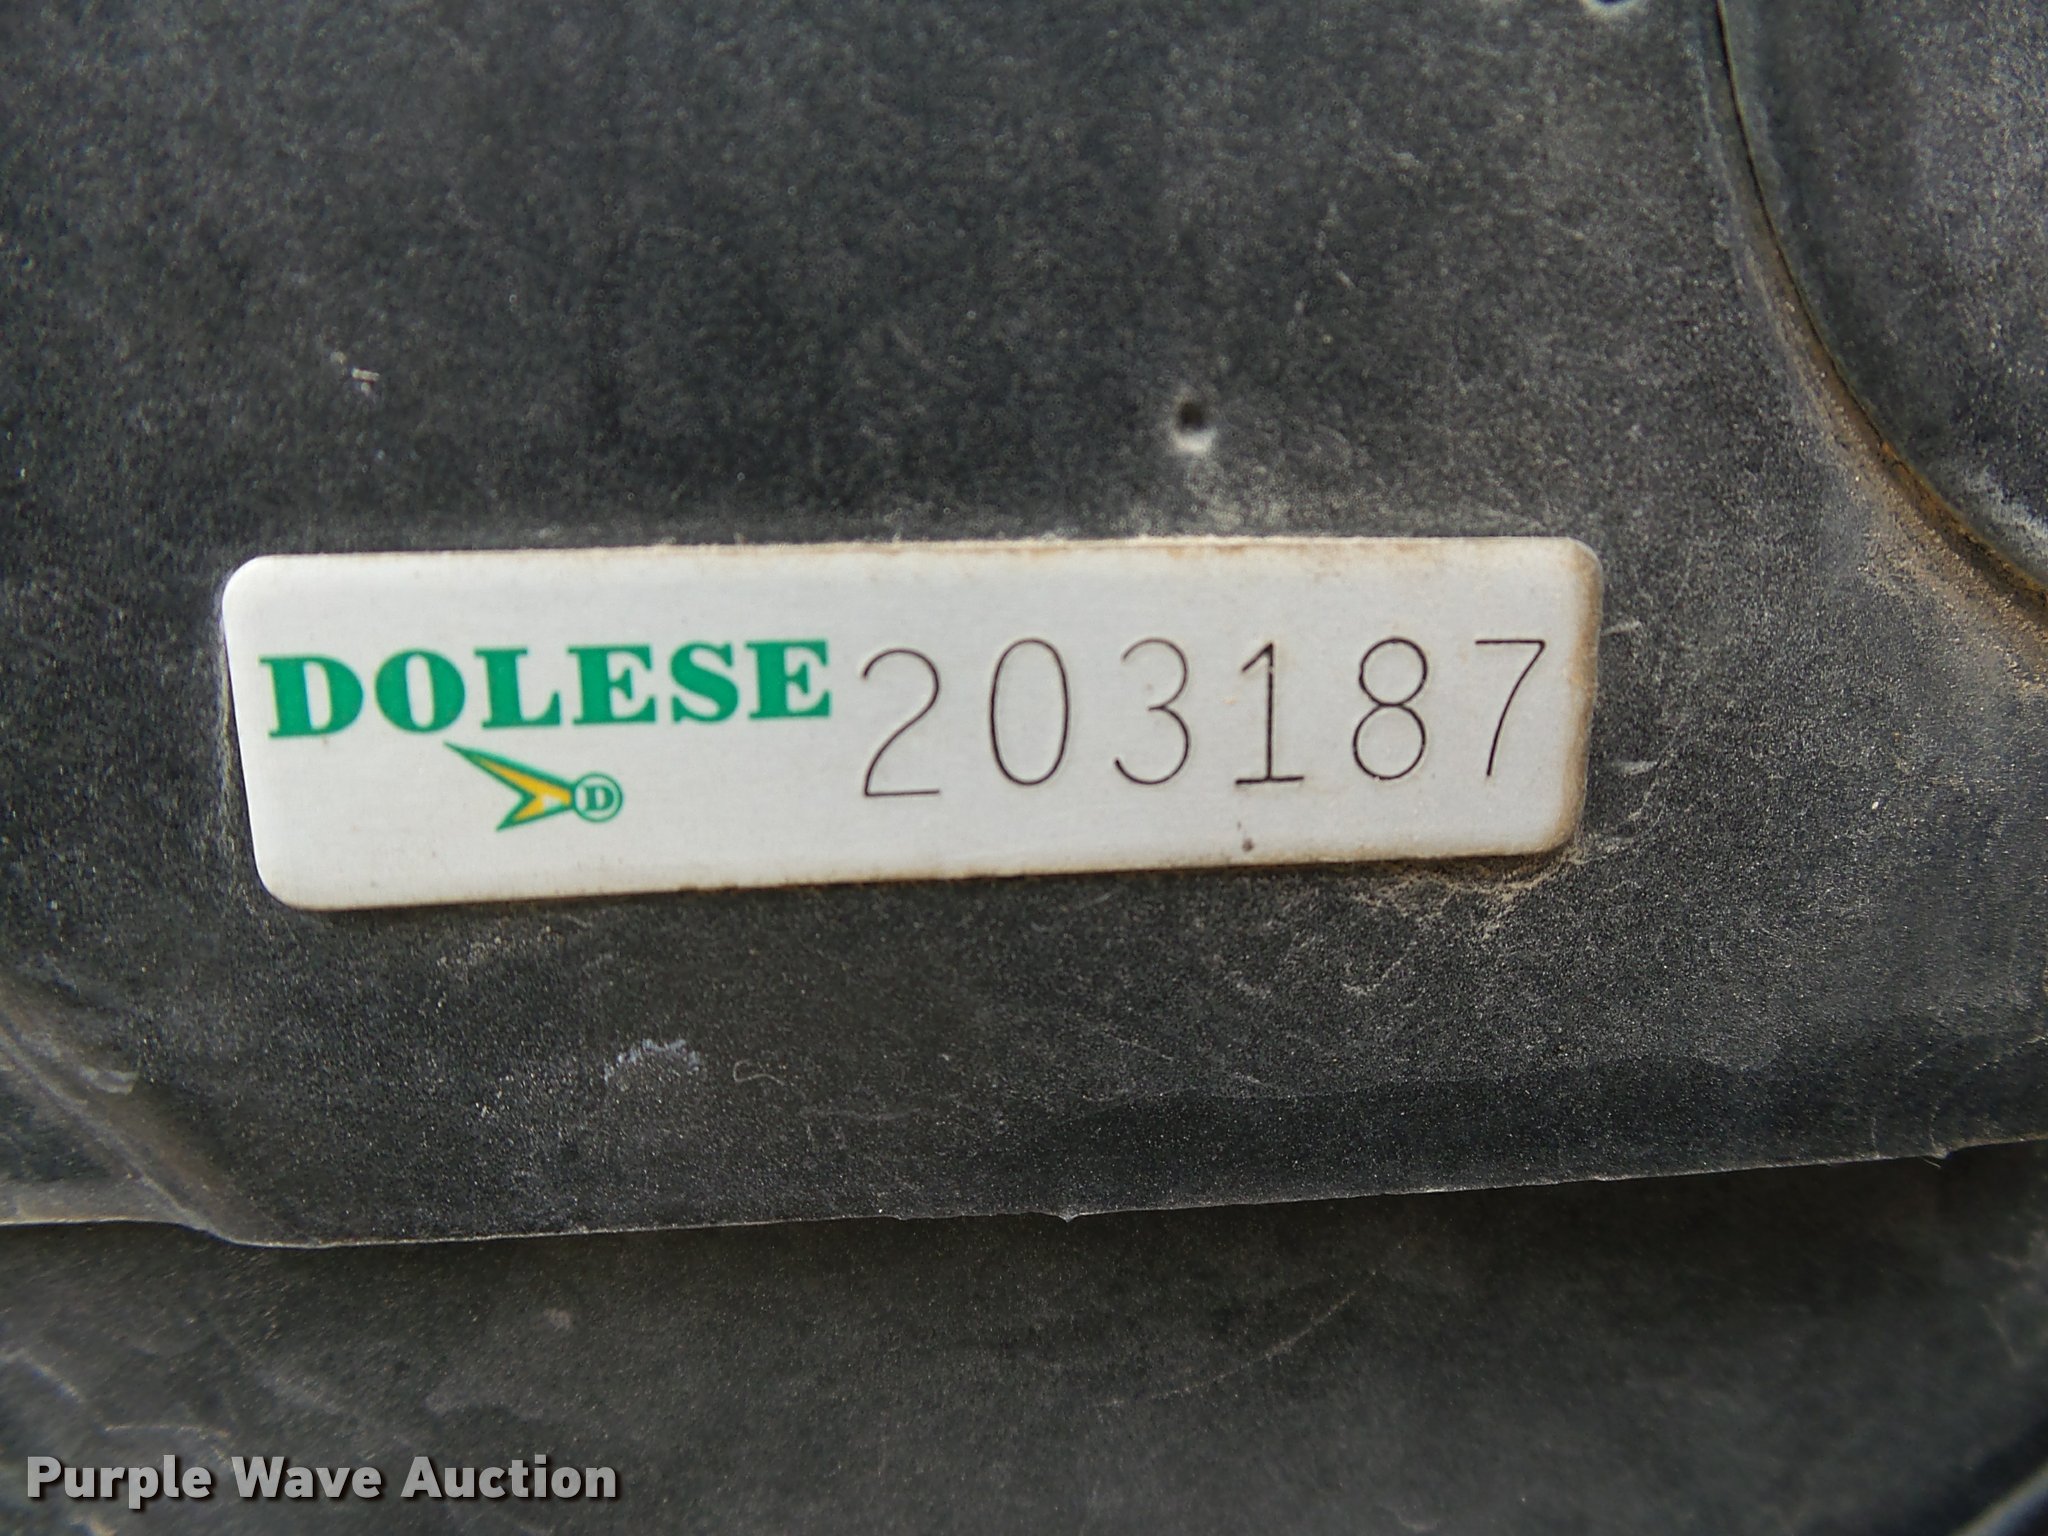 DOLESE 203187
D
Purple Wave Auction